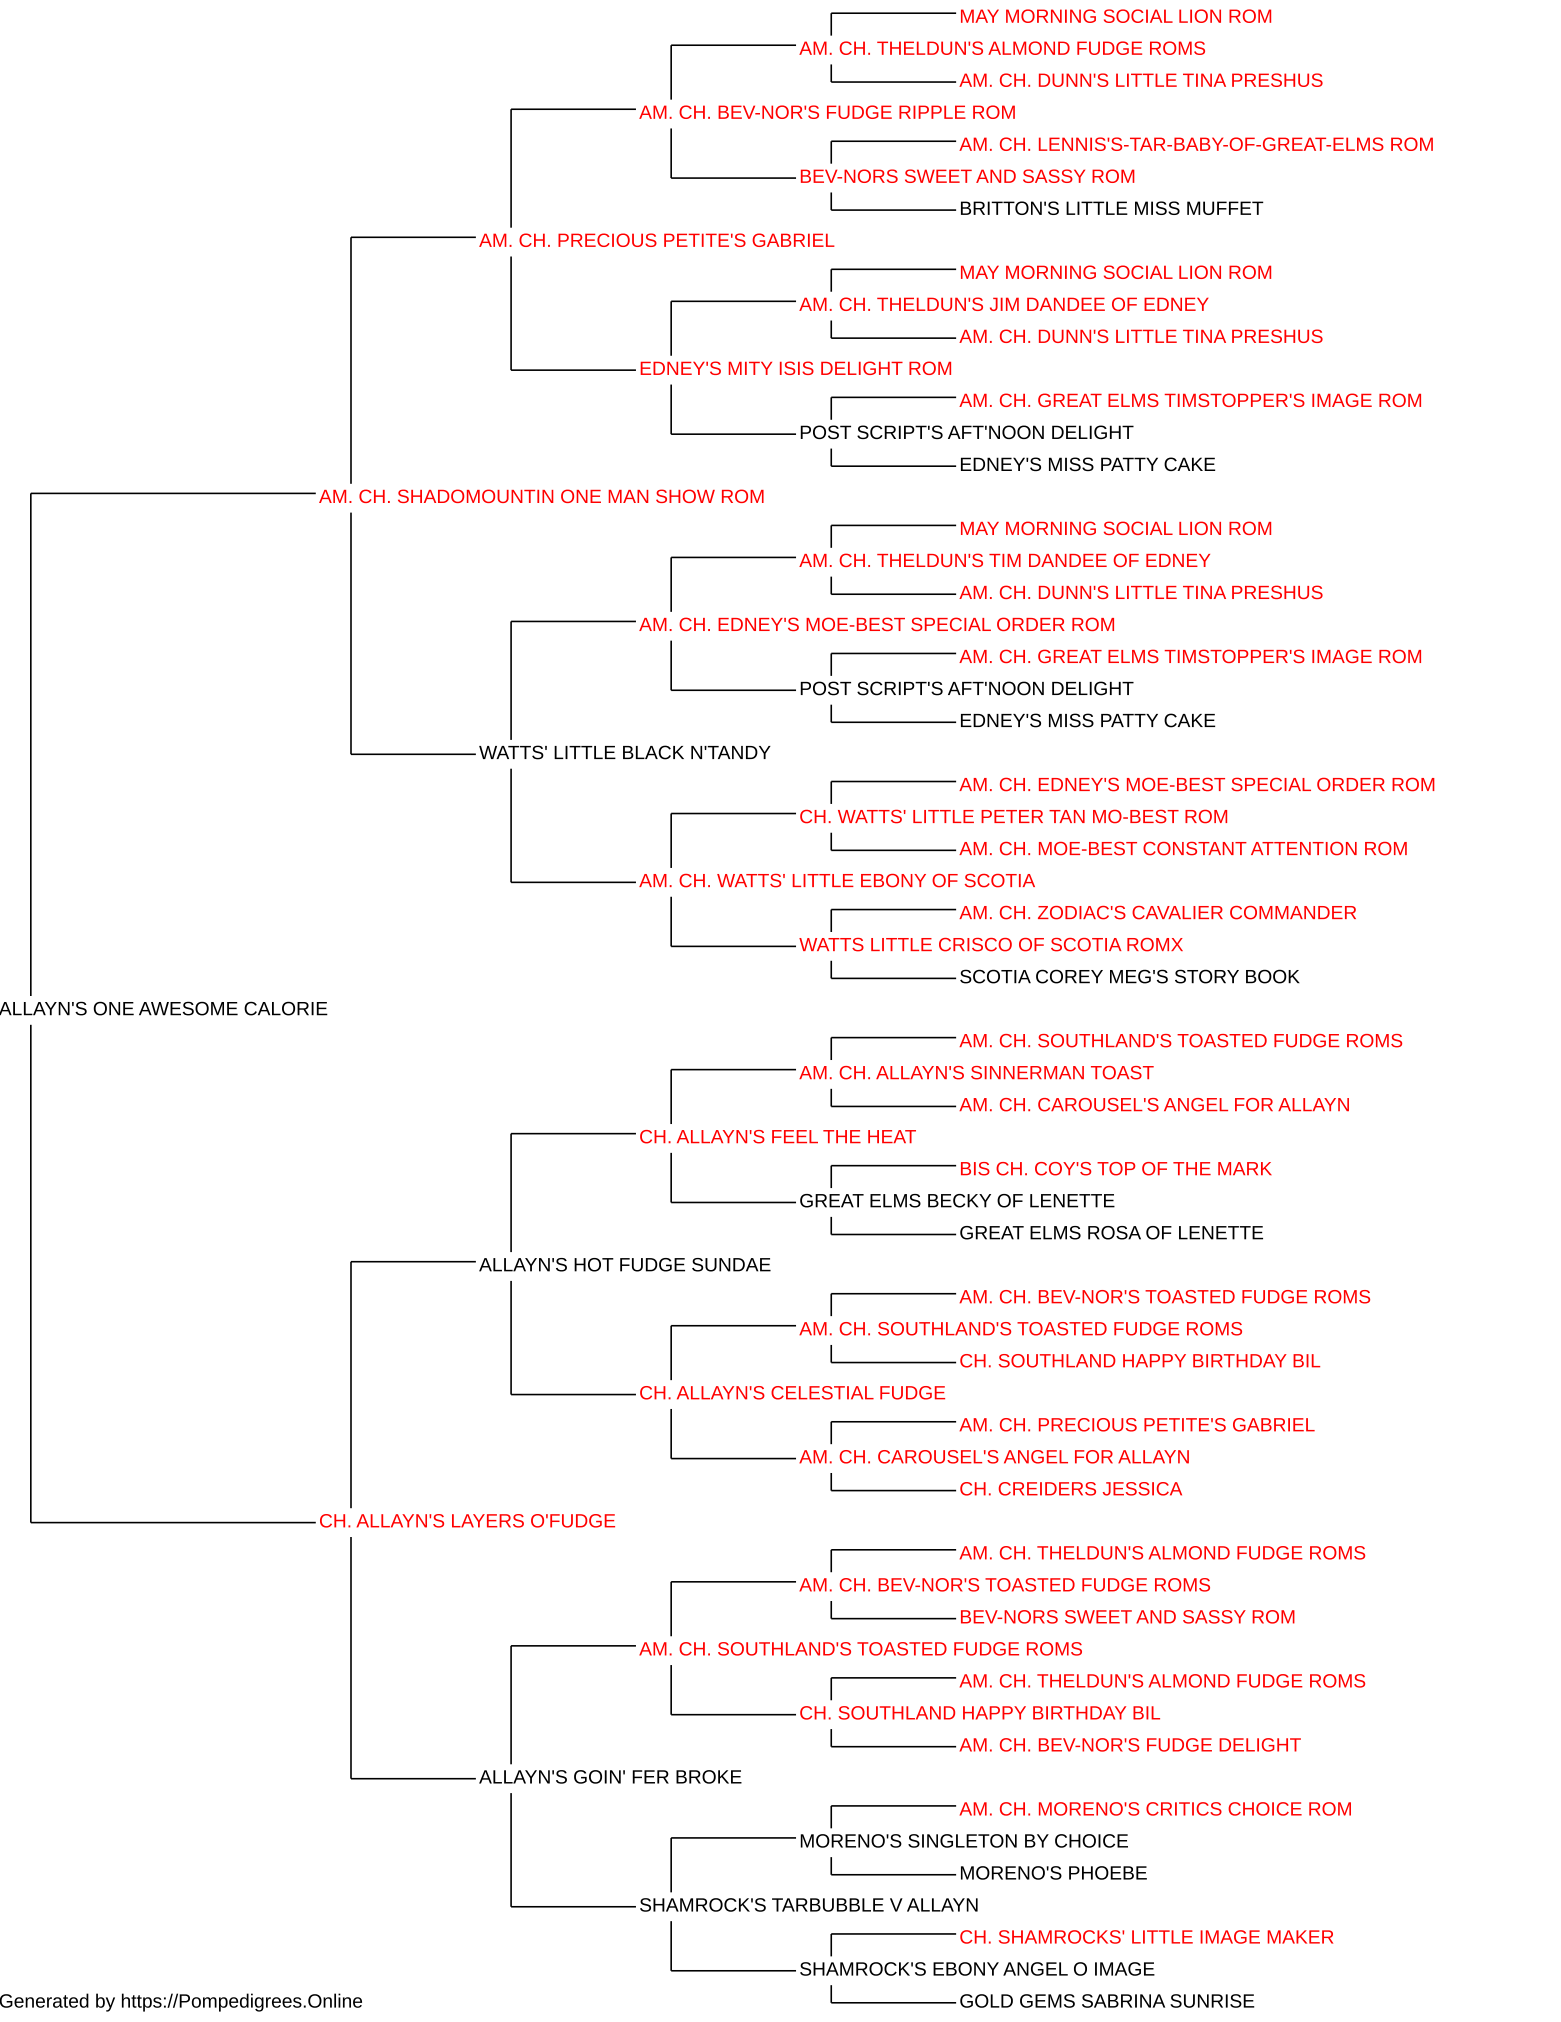 MAY MORNING SOCIAL LION ROM
AM. CH. THELDUN'S ALMOND FUDGE ROMS
AM. CH. DUNN'S LITTLE TINA PRESHUS
AM. CH. BEV-NOR'S FUDGE RIPPLE ROM
AM. CH. LENNIS'S-TAR-BABY-OF-GREAT-ELMS ROM
BEV-NORS SWEET AND SASSY ROM
BRITTON'S LITTLE MISS MUFFET
AM. CH. PRECIOUS PETITE'S GABRIEL
MAY MORNING SOCIAL LION ROM
AM. CH. THELDUN'S JIM DANDEE OF EDNEY
AM. CH. DUNN'S LITTLE TINA PRESHUS
EDNEY'S MITY ISIS DELIGHT ROM
AM. CH. GREAT ELMS TIMSTOPPER'S IMAGE ROM
POST SCRIPT'S AFT'NOON DELIGHT
EDNEY'S MISS PATTY CAKE
AM. CH. SHADOMOUNTIN ONE MAN SHOW ROM
MAY MORNING SOCIAL LION ROM
AM. CH. THELDUN'S TIM DANDEE OF EDNEY
AM. CH. DUNN'S LITTLE TINA PRESHUS
AM. CH. EDNEY'S MOE-BEST SPECIAL ORDER ROM
AM. CH. GREAT ELMS TIMSTOPPER'S IMAGE ROM
POST SCRIPT'S AFT'NOON DELIGHT
EDNEY'S MISS PATTY CAKE
WATTS' LITTLE BLACK N'TANDY
AM. CH. EDNEY'S MOE-BEST SPECIAL ORDER ROM
CH. WATTS' LITTLE PETER TAN MO-BEST ROM
AM. CH. MOE-BEST CONSTANT ATTENTION ROM
AM. CH. WATTS' LITTLE EBONY OF SCOTIA
AM. CH. ZODIAC'S CAVALIER COMMANDER
WATTS LITTLE CRISCO OF SCOTIA ROMX
SCOTIA COREY MEG'S STORY BOOK
ALLAYN'S ONE AWESOME CALORIE
AM. CH. SOUTHLAND'S TOASTED FUDGE ROMS
AM. CH. ALLAYN'S SINNERMAN TOAST
AM. CH. CAROUSEL'S ANGEL FOR ALLAYN
CH. ALLAYN'S FEEL THE HEAT
BIS CH. COY'S TOP OF THE MARK
GREAT ELMS BECKY OF LENETTE
GREAT ELMS ROSA OF LENETTE
ALLAYN'S HOT FUDGE SUNDAE
AM. CH. BEV-NOR'S TOASTED FUDGE ROMS
AM. CH. SOUTHLAND'S TOASTED FUDGE ROMS
CH. SOUTHLAND HAPPY BIRTHDAY BIL
CH. ALLAYN'S CELESTIAL FUDGE
AM. CH. PRECIOUS PETITE'S GABRIEL
AM. CH. CAROUSEL'S ANGEL FOR ALLAYN
CH. CREIDERS JESSICA
CH. ALLAYN'S LAYERS O'FUDGE
AM. CH. THELDUN'S ALMOND FUDGE ROMS
AM. CH. BEV-NOR'S TOASTED FUDGE ROMS
BEV-NORS SWEET AND SASSY ROM
AM. CH. SOUTHLAND'S TOASTED FUDGE ROMS
AM. CH. THELDUN'S ALMOND FUDGE ROMS
CH. SOUTHLAND HAPPY BIRTHDAY BIL
AM. CH. BEV-NOR'S FUDGE DELIGHT
ALLAYN'S GOIN' FER BROKE
AM. CH. MORENO'S CRITICS CHOICE ROM
MORENO'S SINGLETON BY CHOICE
MORENO'S PHOEBE
SHAMROCK'S TARBUBBLE V ALLAYN
CH. SHAMROCKS' LITTLE IMAGE MAKER
SHAMROCK'S EBONY ANGEL O IMAGE
GOLD GEMS SABRINA SUNRISE
Generated by https://Pompedigrees.Online